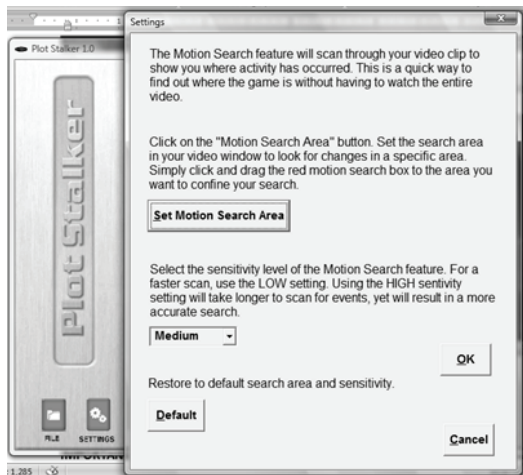 Settings
Plot Stalker 1.0
Plot Stalker
The Motion Search feature will scan through your video clip to
show you where activity has occurred. This is a quick way to
find out where the game is without having to watch the entire
video.
Click on the "Motion Search Area" button. Set the search area
in your video window to look for changes in a specific area.
Simply click and drag the red motion search box to the area you
want to confine your search.
Set Motion Search Area
Select the sensitivity level of the Motion Search feature. For a
faster scan, use the LOW setting. Using the HIGH sentivity
setting will take longer to scan for events, yet will result in a more
accurate search.
Medium
OK
Restore to default search area and sensitivity.
Default
Cancel
FILE SETTINGS
1,285